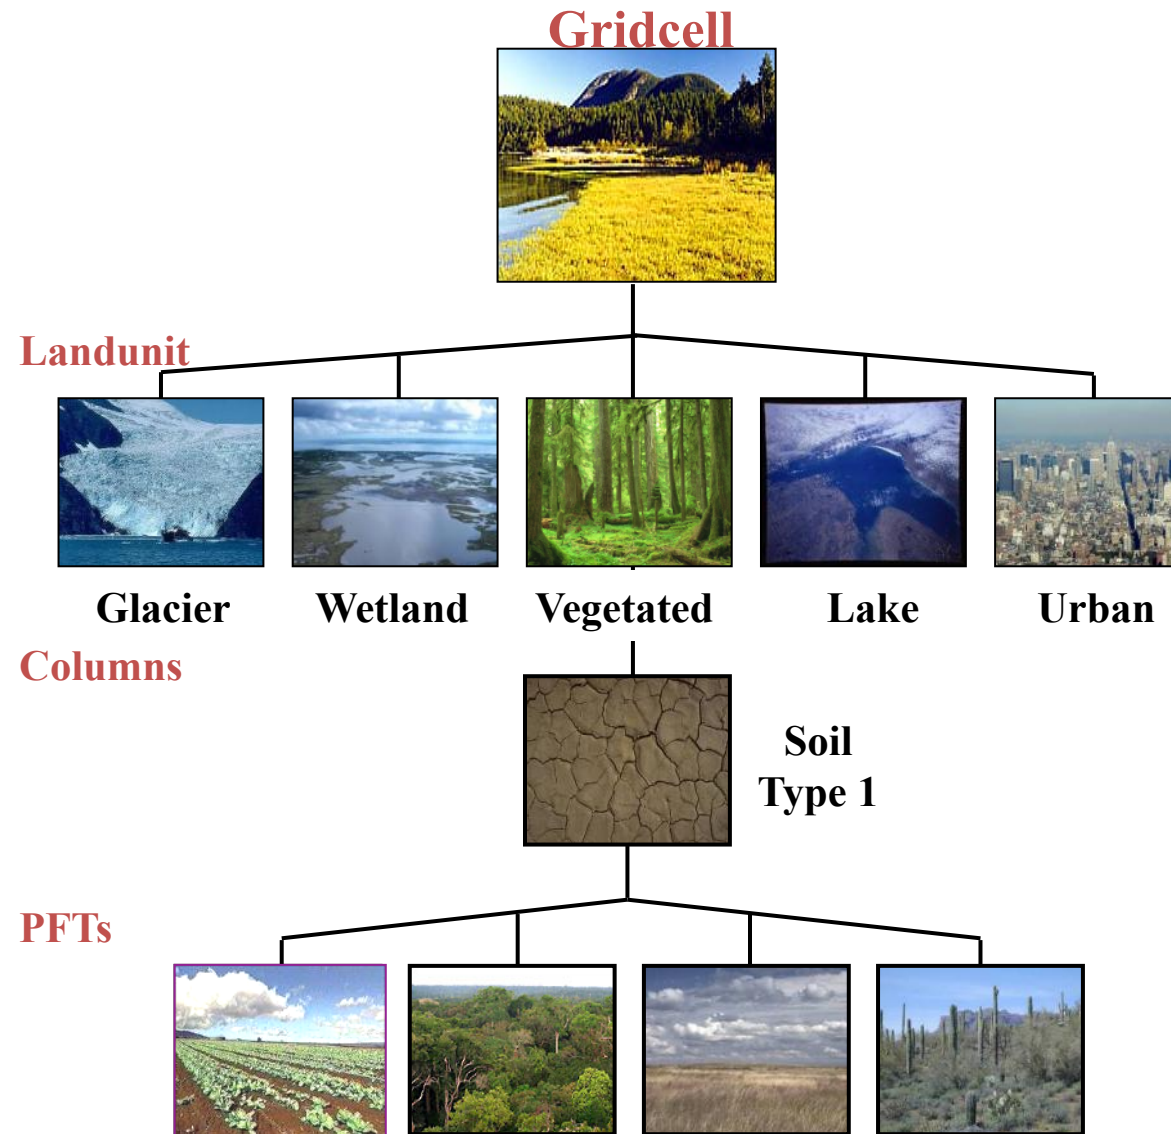 Gridcell
Landunit
Glacier
Wetland
Vegetated
Lake
Urban
Columns
Soil
Type 1
PFTs